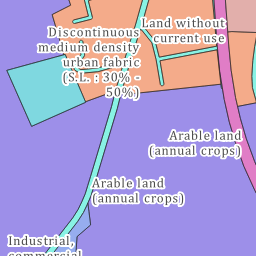 Discontinuous
medium density
urban fabric
(S.L. : 30% -
50%)
Land without
current use
Arable land
(annual crops)
Arable land
(annual crops)
Industrial,
commercial